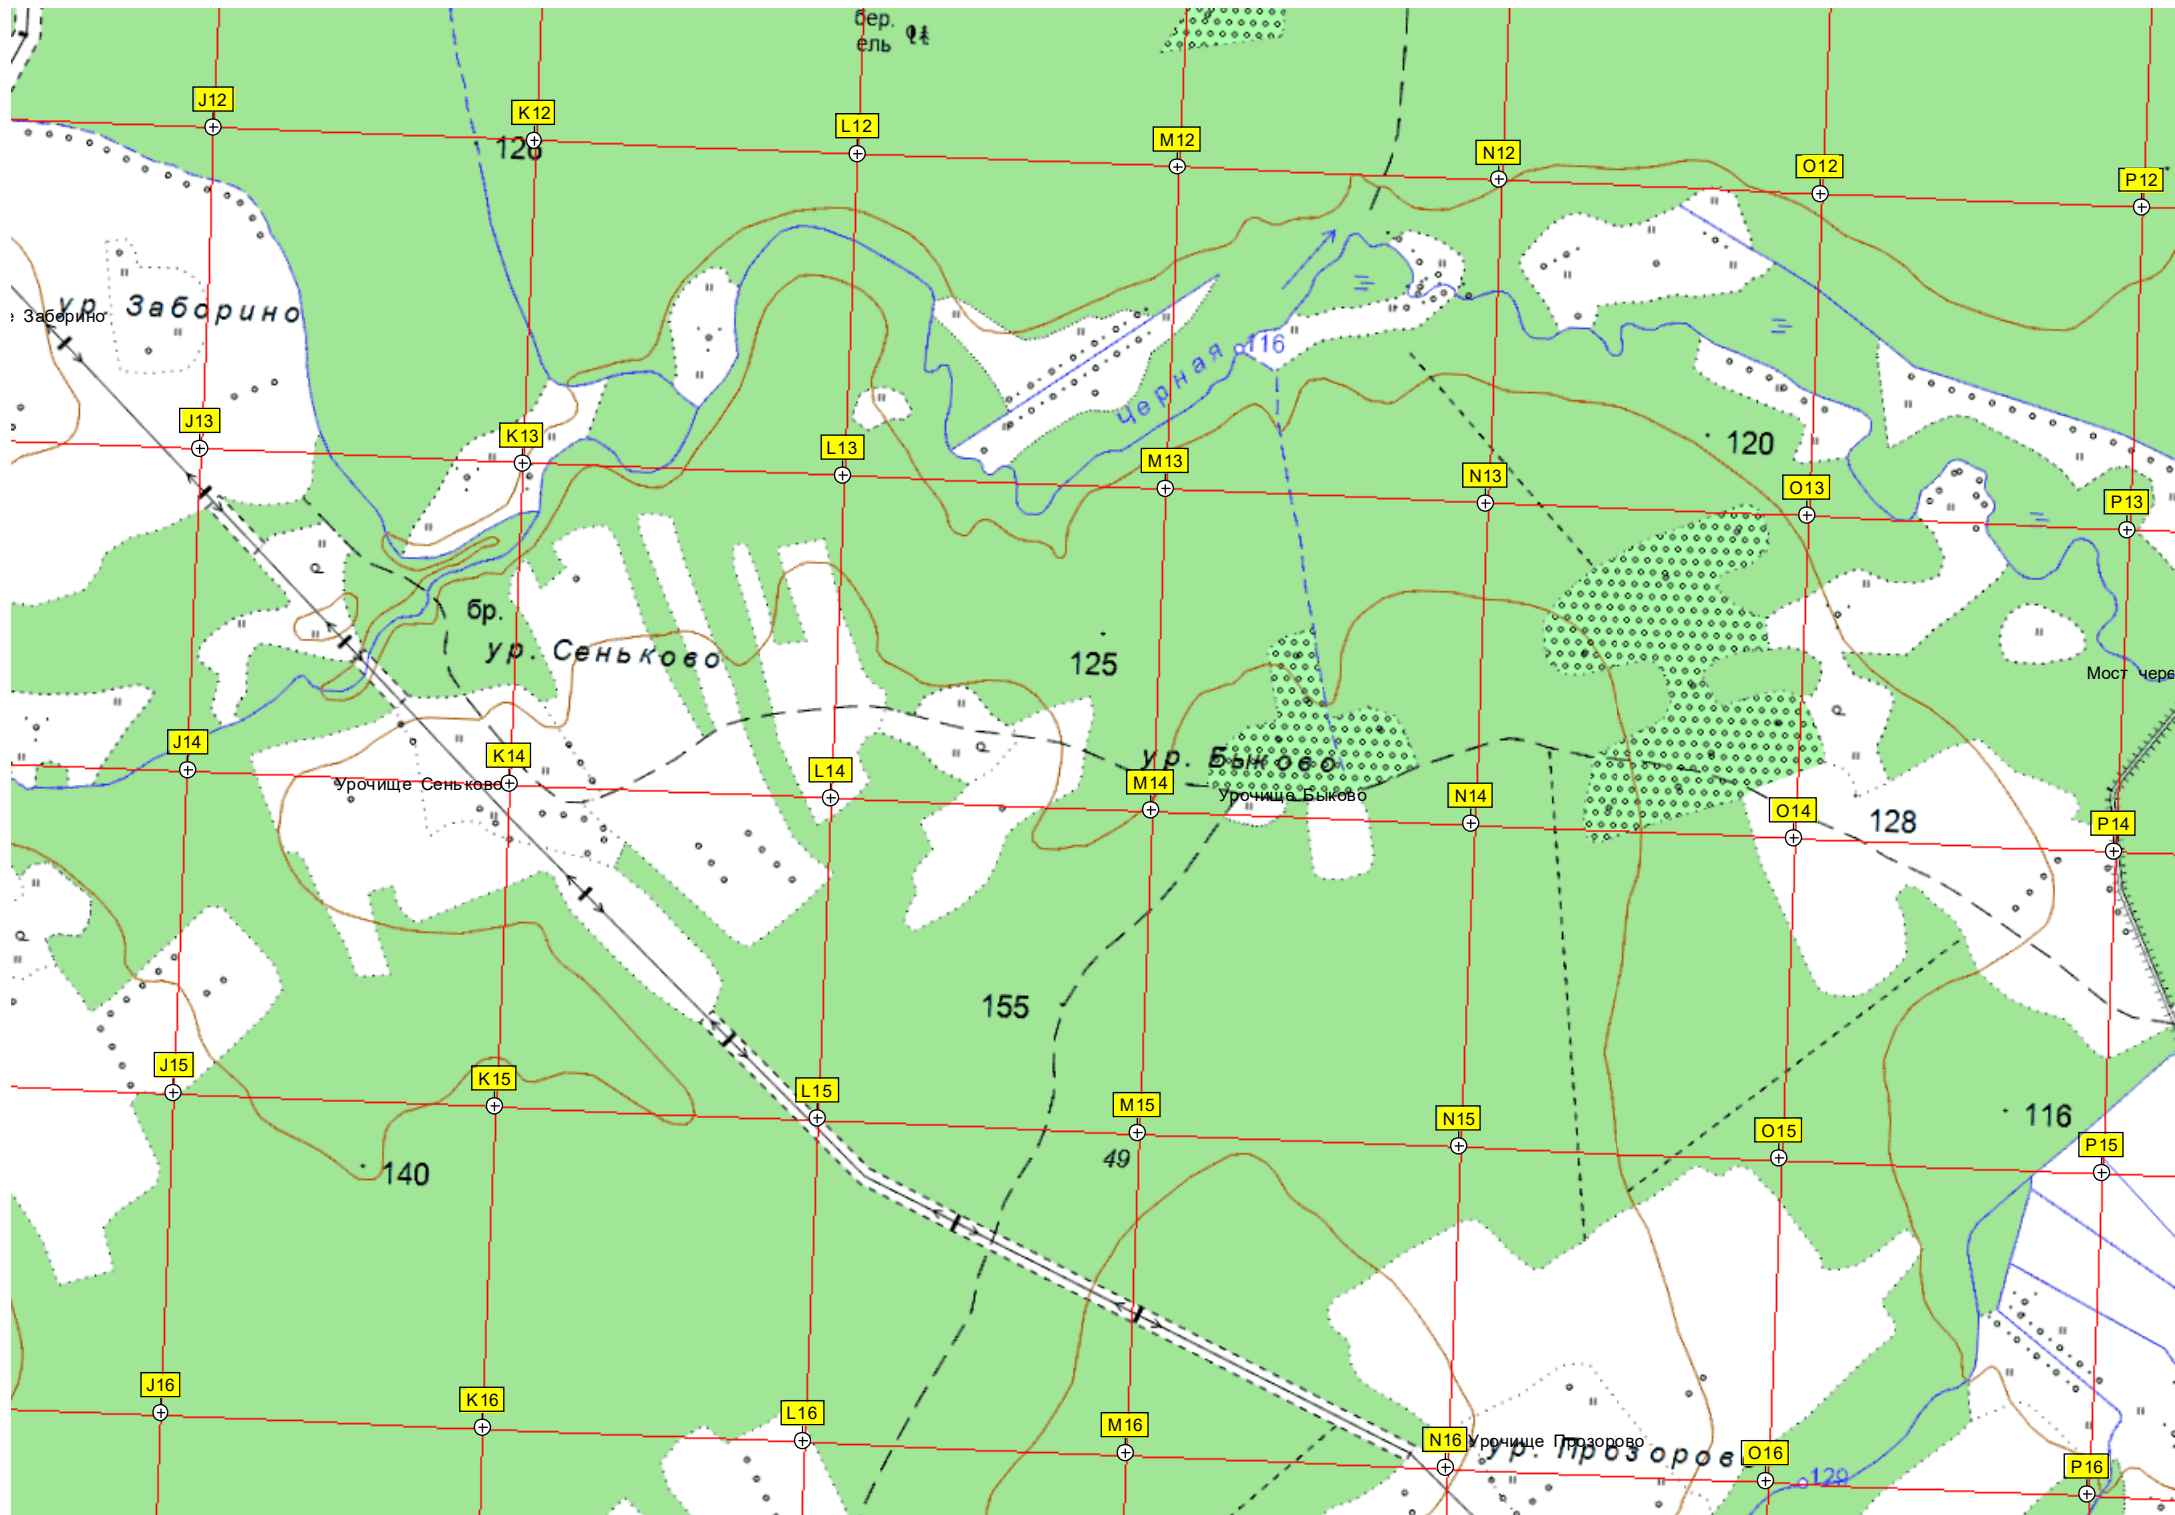 бер.
ель
J12
K12
L12
M12
N12
O12
P12
126
ур. Заборино
Заборино
116
Черная
J13
K13
L13
M13
N13
O13
P13
120
р
бр.
ур. Сеньково
125
Мост чере
р
р
J14
K14
L14
M14
N14
O14
P14
ур. Быково
Урочище Сеньково
Урочище Быково
128
р
155
J15
K15
L15
M15
N15
O15
P15
116
49
140
J16
K16
L16
M16
N16
O16
P16
Урочище Прозорово
ур. Прозоров
129